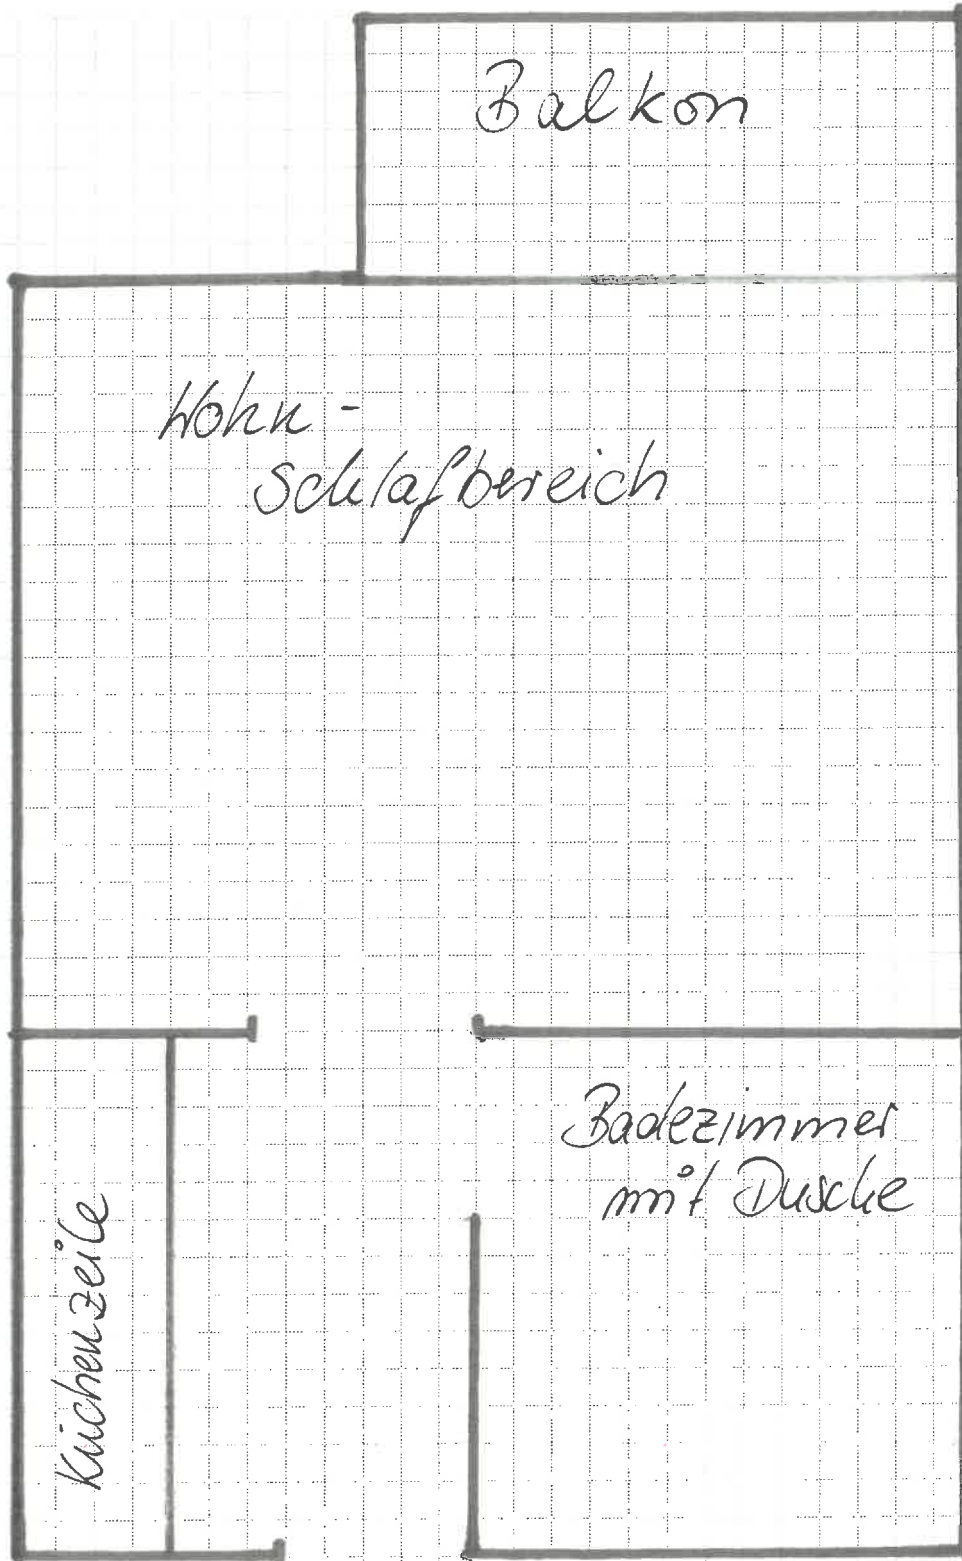 Balkon
Wohn -
Schlafbereich
Badezimmer
mit Dusche
Küchenzeile